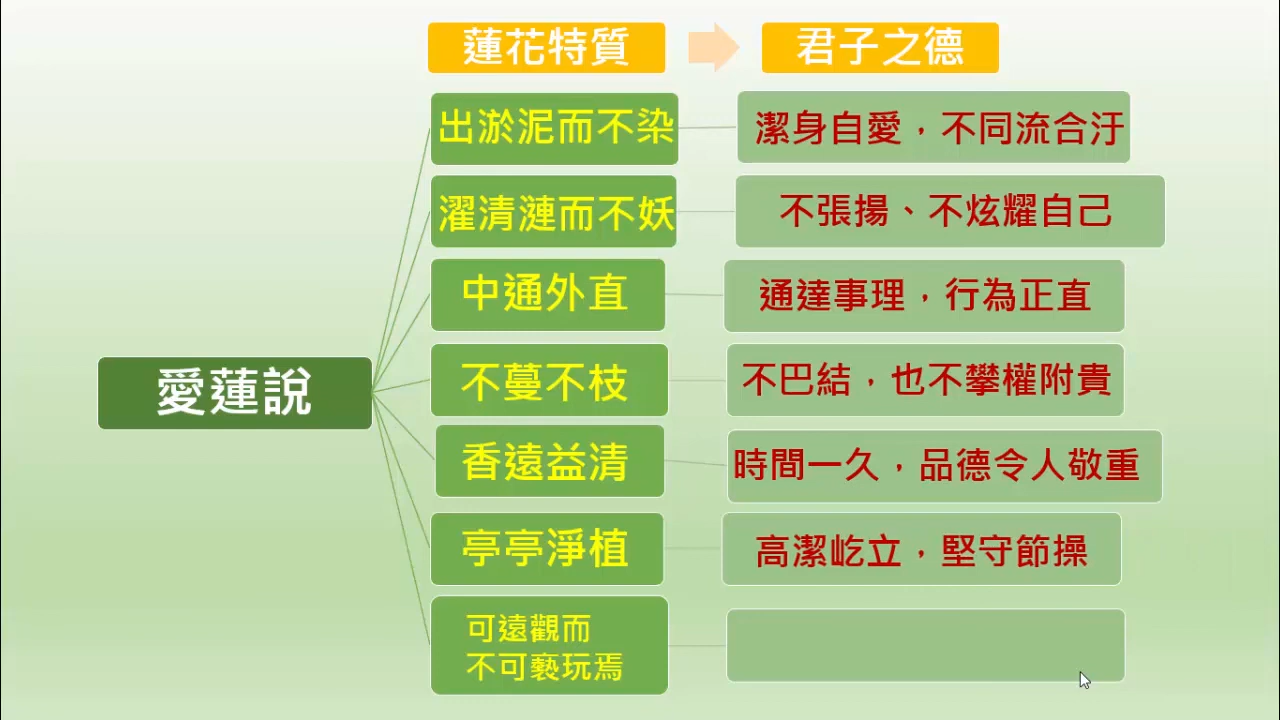 蓮花特質
君子之德
出淤泥而不染
潔身自愛，不同流合汙
濯清漣而不妖
不張揚、不炫耀自己
中通外直
通達事理，行為正直
愛蓮說
不蔓不枝
不巴結，也不攀權附貴
香遠益清
時間一久，品德令人敬重
亭亭淨植
高潔屹立，堅守節操
可遠觀而
不可褻玩焉